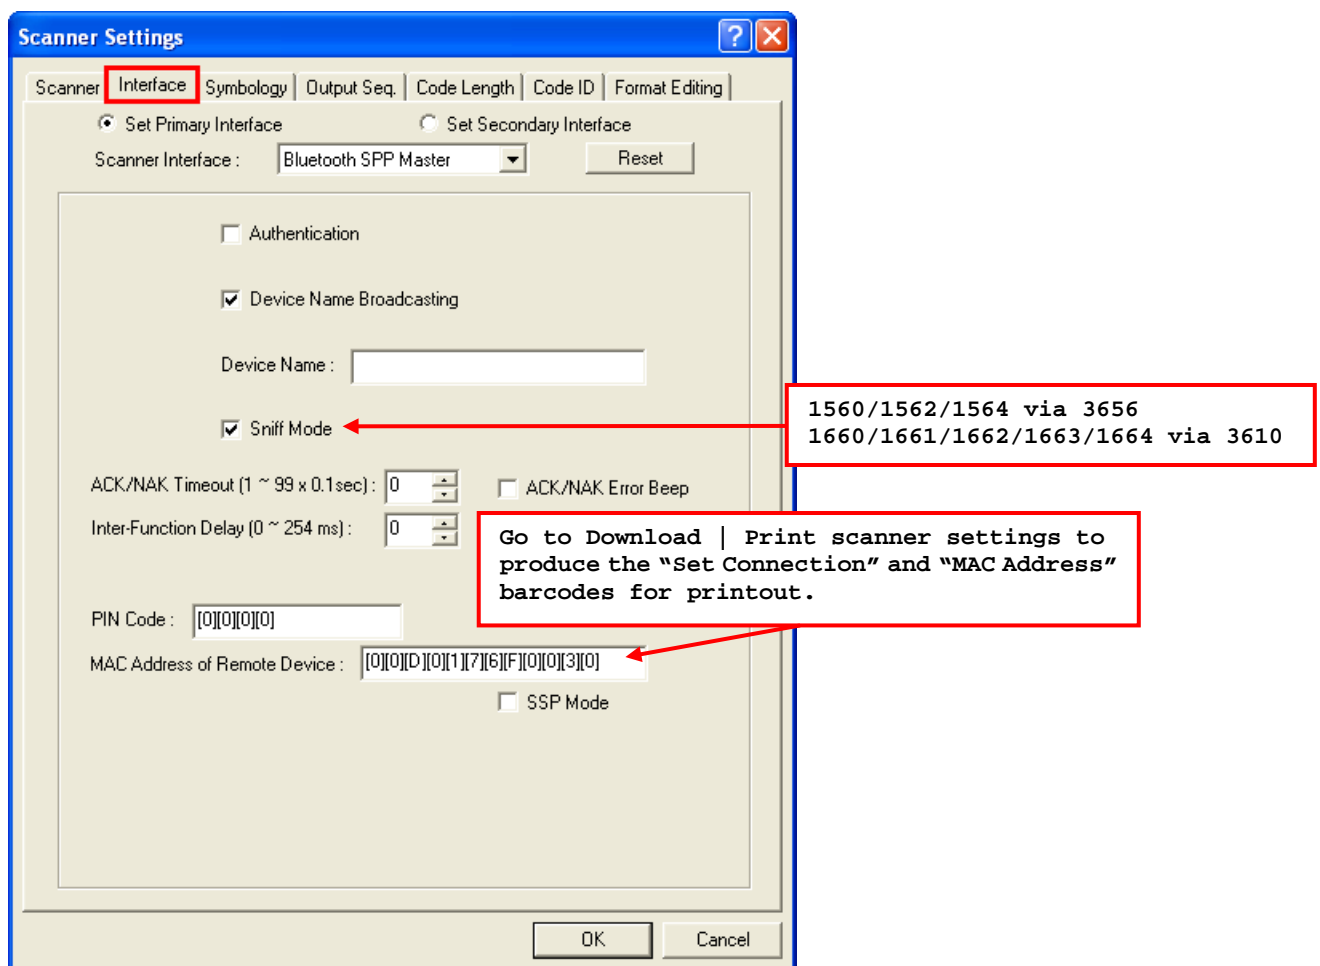 Scanner Settings
?
Scanner Interface Symbology Output Seq. Code Length Code ID Format Editing
Set Primary Interface Set Secondary Interface
Scanner Interface : Bluetooth SPP Master Reset
Authentication
Device Name Broadcasting
Device Name :
1560/1562/1564 via 3656
1660/1661/1662/1663/1664 via 3610
Sniff Mode
ACK/NAK Timeout (1 ~ 99 x 0.1sec) : 0 ACK/NAK Error Beep
Inter-Function Delay (0 ~ 254 ms) : 0
Go to Download | Print scanner settings to
produce the “Set Connection” and “MAC Address”
barcodes for printout.
PIN Code : [0][0][0][0]
MAC Address of Remote Device : [0][0][D][0][1][7][6][F][0][0][3][0]
SSP Mode
OK Cancel